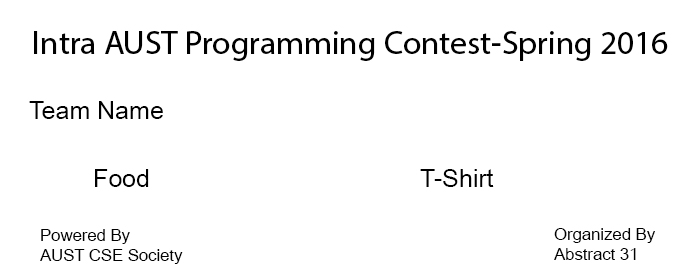 Intra AUST Programming Contest-Spring 2016
Team Name
Food T-Shirt
Powered By
AUST CSE Society
Organized By
Abstract 31